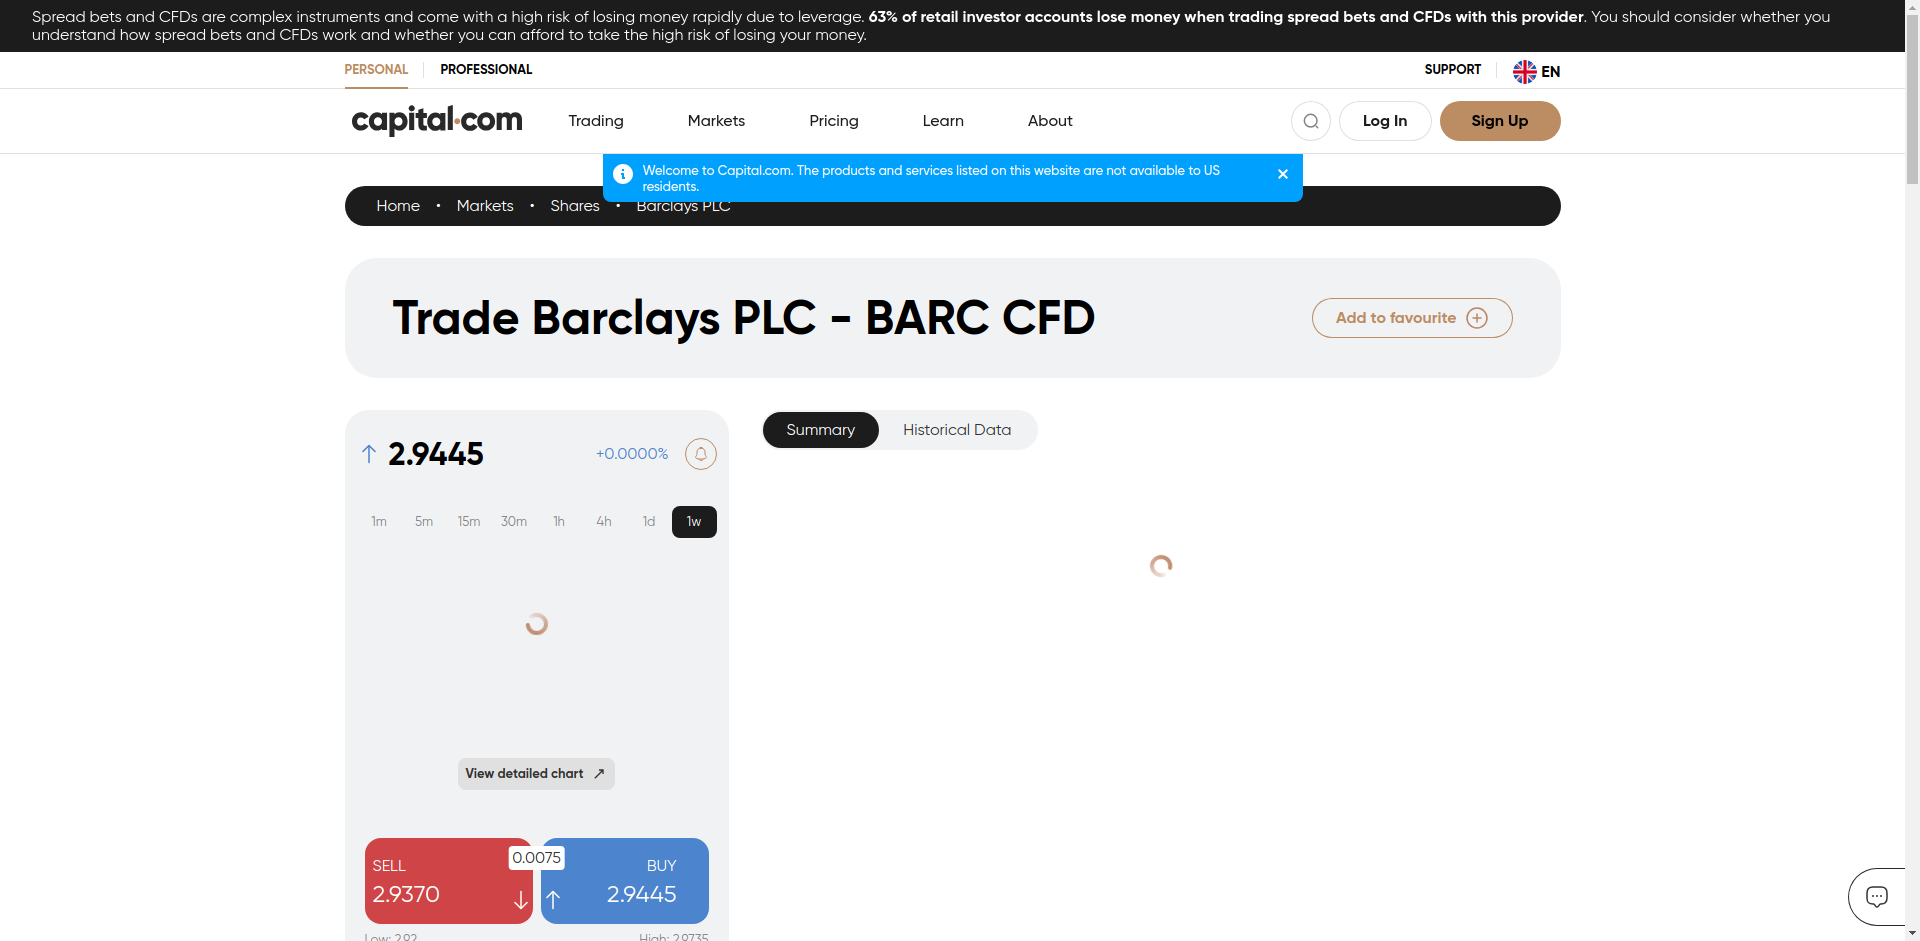 Spread bets and CFDs are complex instruments and come with a high risk of losing money rapidly due to leverage. 63% of retail investor accounts lose money when trading spread bets and CFDs with this provider. You should consider whether you
understand how spread bets and CFDs work and whether you can afford to take the high risk of losing your money.
PERSONAL PROFESSIONAL SUPPORT EN
capital.com Trading Markets Pricing Learn About Log In Sign Up
Welcome to Capital.com. The products and services listed on this website are not available to US
residents.
Home • Markets • Shares • Barclays PLC
Trade Barclays PLC - BARC CFD
Add to favourite
2.9445 +0.0000%
Summary Historical Data
1m 5m 15m 30m 1h 4h 1d 1w
View detailed chart
SELL 0.0075 BUY
2.9370 2.9445
Low: 2.92 High: 2.9735